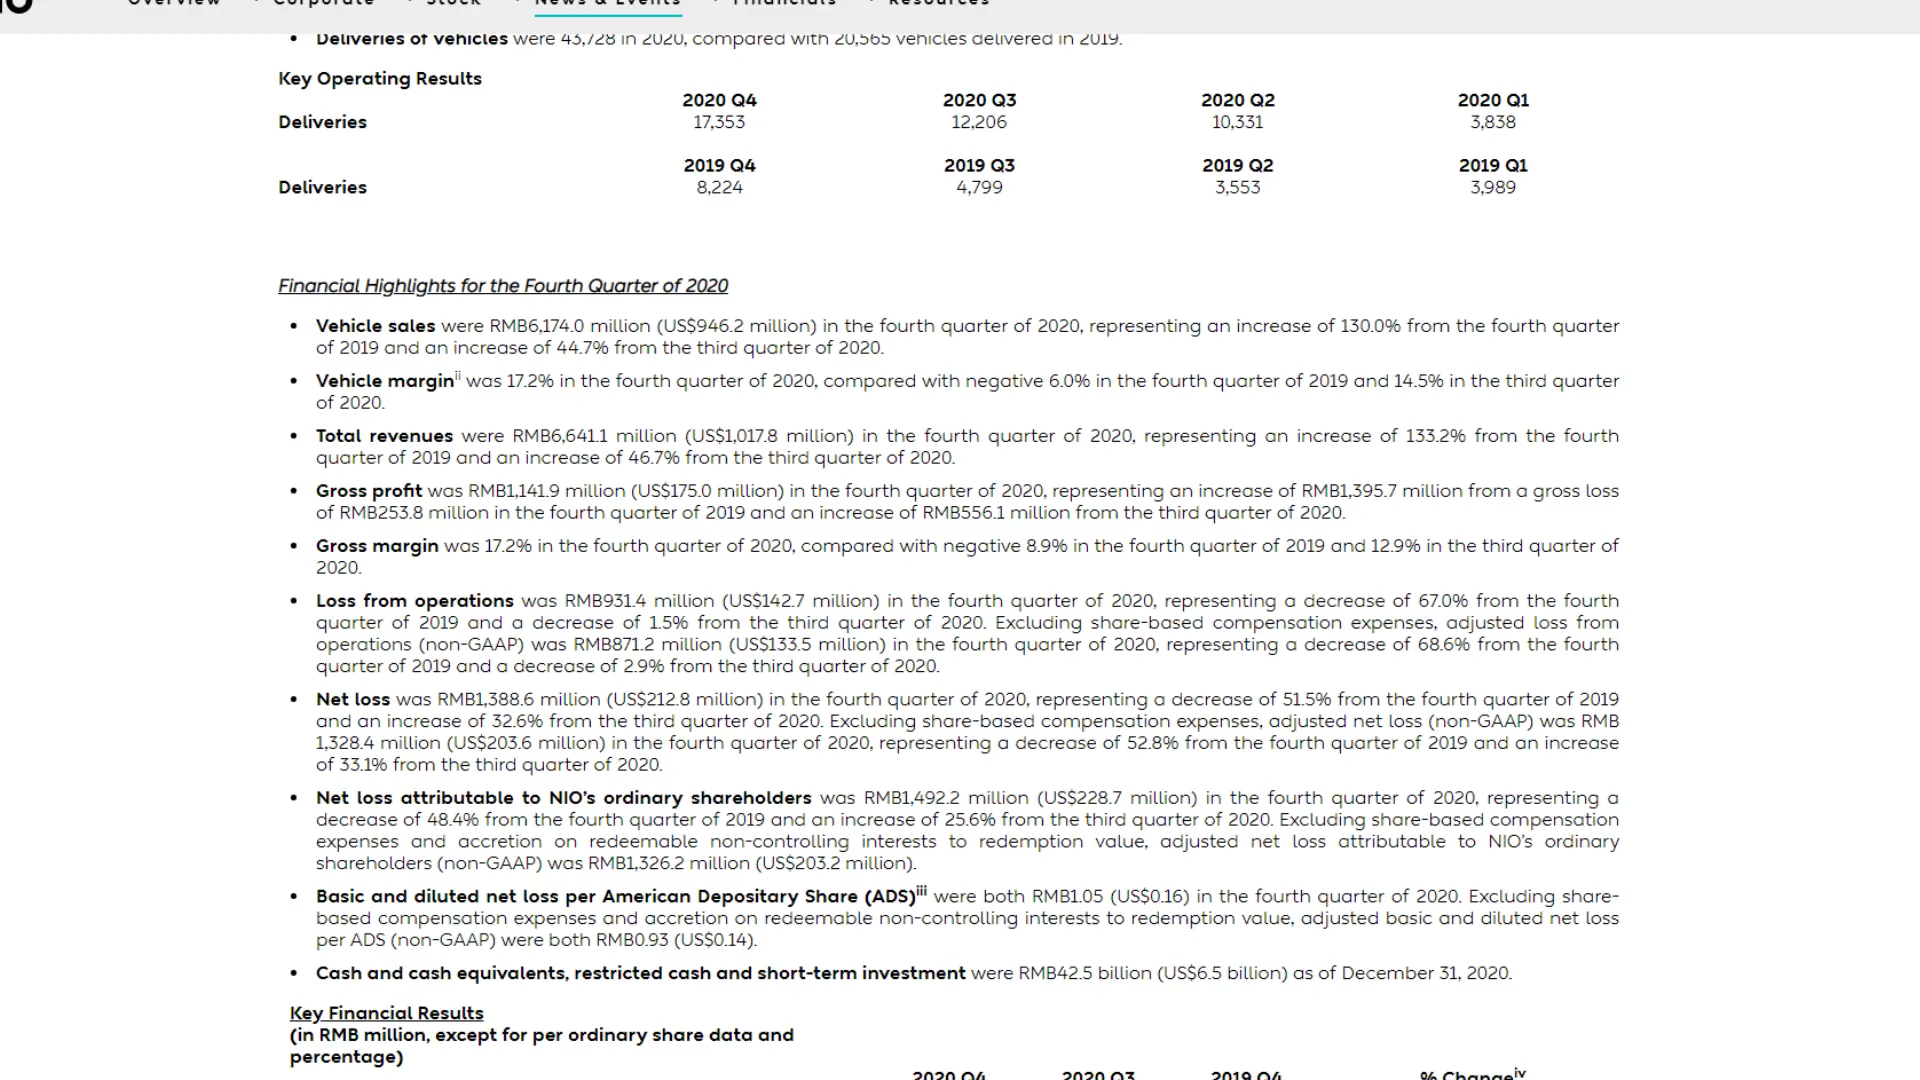 Overview
Corporate
Stock
News & Events
Financials
Resources
• Deliveries of vehicles were 43,728 in 2020, compared with 20,565 vehicles delivered in 2019.
Key Operating Results
2020 Q4 2020 Q3 2020 Q2 2020 Q1
Deliveries 17,353 12,206 10,331 3,838
2019 Q4 2019 Q3 2019 Q2 2019 Q1
Deliveries 8,224 4,799 3,553 3,989
Financial Highlights for the Fourth Quarter of 2020
• Vehicle sales were RMB6,174.0 million (US$946.2 million) in the fourth quarter of 2020, representing an increase of 130.0% from the fourth quarter
of 2019 and an increase of 44.7% from the third quarter of 2020.
• Vehicle marginii was 17.2% in the fourth quarter of 2020, compared with negative 6.0% in the fourth quarter of 2019 and 14.5% in the third quarter
of 2020.
• Total revenues were RMB6,641.1 million (US$1,017.8 million) in the fourth quarter of 2020, representing an increase of 133.2% from the fourth
quarter of 2019 and an increase of 46.7% from the third quarter of 2020.
• Gross profit was RMB1,141.9 million (US$175.0 million) in the fourth quarter of 2020, representing an increase of RMB1,395.7 million from a gross loss
of RMB253.8 million in the fourth quarter of 2019 and an increase of RMB556.1 million from the third quarter of 2020.
• Gross margin was 17.2% in the fourth quarter of 2020, compared with negative 8.9% in the fourth quarter of 2019 and 12.9% in the third quarter of
2020.
• Loss from operations was RMB931.4 million (US$142.7 million) in the fourth quarter of 2020, representing a decrease of 67.0% from the fourth
quarter of 2019 and a decrease of 1.5% from the third quarter of 2020. Excluding share-based compensation expenses, adjusted loss from
operations (non-GAAP) was RMB871.2 million (US$133.5 million) in the fourth quarter of 2020, representing a decrease of 68.6% from the fourth
quarter of 2019 and a decrease of 2.9% from the third quarter of 2020.
• Net loss was RMB1,388.6 million (US$212.8 million) in the fourth quarter of 2020, representing a decrease of 51.5% from the fourth quarter of 2019
and an increase of 32.6% from the third quarter of 2020. Excluding share-based compensation expenses, adjusted net loss (non-GAAP) was RMB
1,328.4 million (US$203.6 million) in the fourth quarter of 2020, representing a decrease of 52.8% from the fourth quarter of 2019 and an increase
of 33.1% from the third quarter of 2020.
• Net loss attributable to NIO’s ordinary shareholders was RMB1,492.2 million (US$228.7 million) in the fourth quarter of 2020, representing a
decrease of 48.4% from the fourth quarter of 2019 and an increase of 25.6% from the third quarter of 2020. Excluding share-based compensation
expenses and accretion on redeemable non-controlling interests to redemption value, adjusted net loss attributable to NIO’s ordinary
shareholders (non-GAAP) was RMB1,326.2 million (US$203.2 million).
• Basic and diluted net loss per American Depositary Share (ADS)iii were both RMB1.05 (US$0.16) in the fourth quarter of 2020. Excluding share-
based compensation expenses and accretion on redeemable non-controlling interests to redemption value, adjusted basic and diluted net loss
per ADS (non-GAAP) were both RMB0.93 (US$0.14).
• Cash and cash equivalents, restricted cash and short-term investment were RMB42.5 billion (US$6.5 billion) as of December 31, 2020.
Key Financial Results
(in RMB million, except for per ordinary share data and
percentage)
2020 Q4 2020 Q3 2019 Q4 % Changeiv